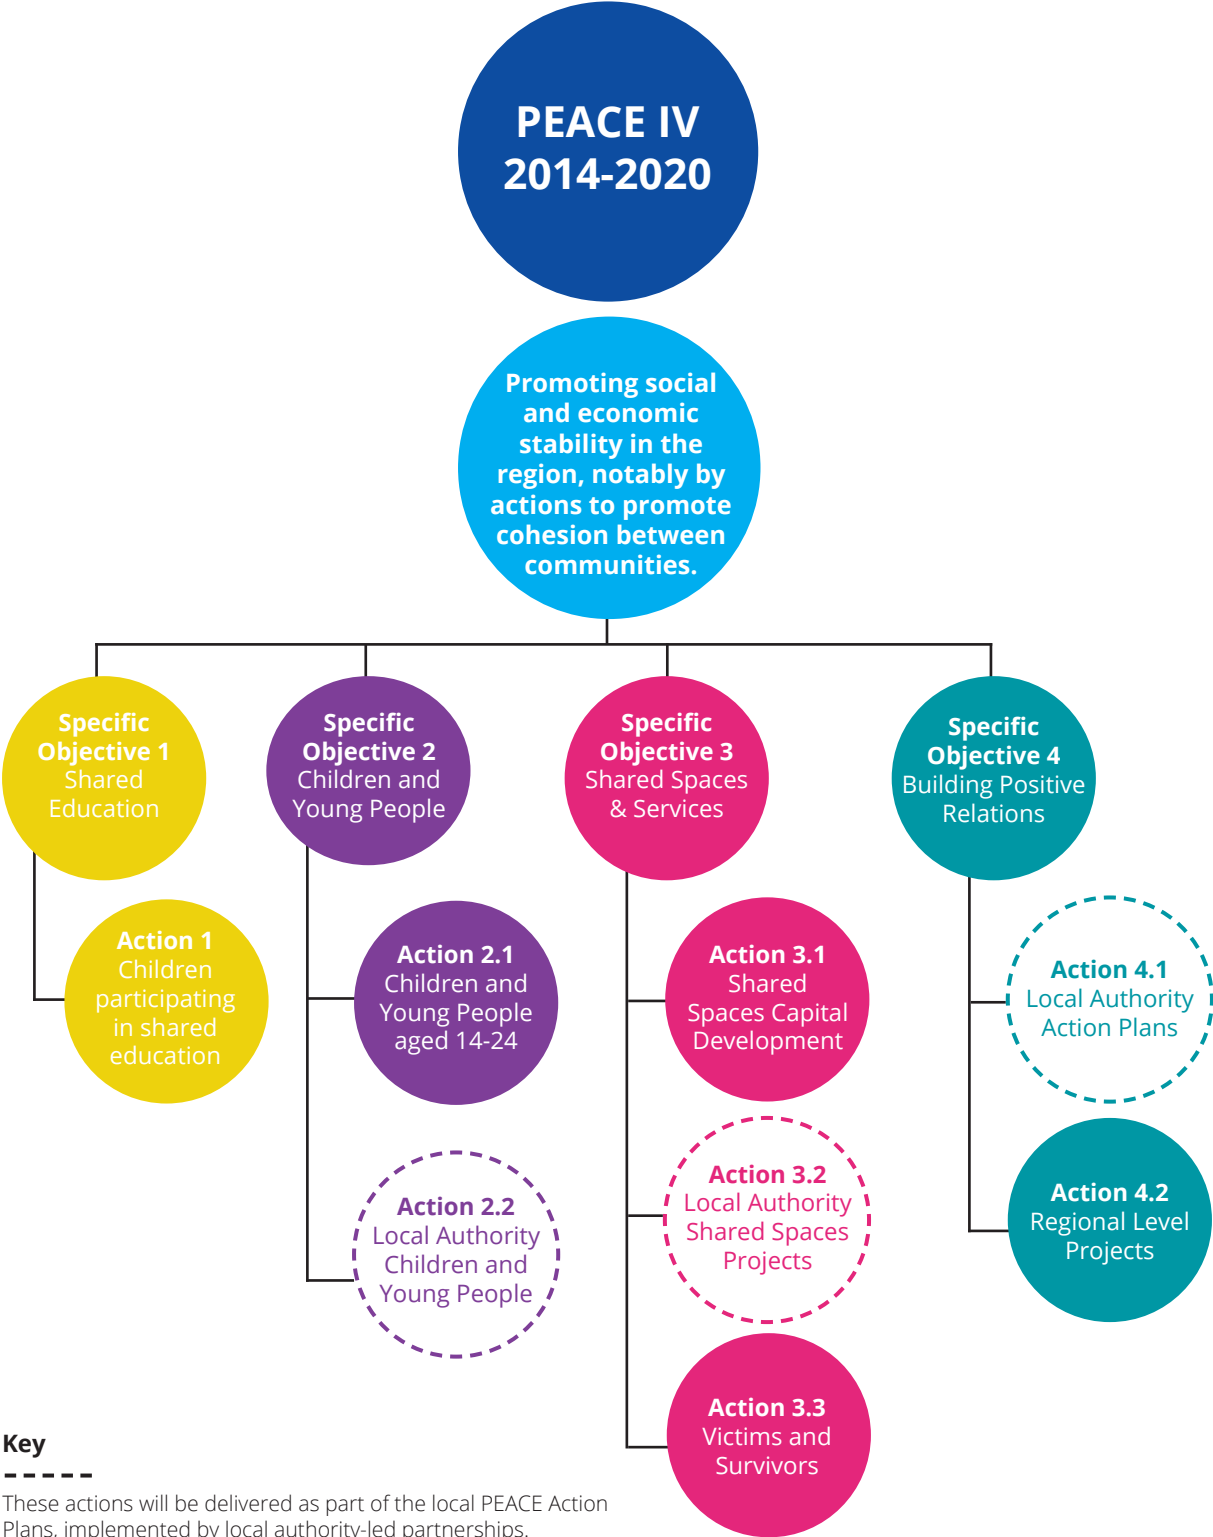 PEACE IV
2014-2020
Promoting social
and economic
stability in the
region, notably by
actions to promote
cohesion between
communities.
Specific
Objective 1
Shared
Education
Action 1
Children
participating
in shared
education
Specific
Objective 2
Children and
Young People
Action 2.1
Children and
Young People
aged 14-24
Action 2.2
Local Authority
Children and
Young People
Specific
Objective 3
Shared Spaces
& Services
Action 3.1
Shared
Spaces Capital
Development
Action 3.2
Local Authority
Shared Spaces
Projects
Action 3.3
Victims and
Survivors
Specific
Objective 4
Building Positive
Relations
Action 4.1
Local Authority
Action Plans
Action 4.2
Regional Level
Projects
Key
These actions will be delivered as part of the local PEACE Action
Plans, implemented by local authority-led partnerships.